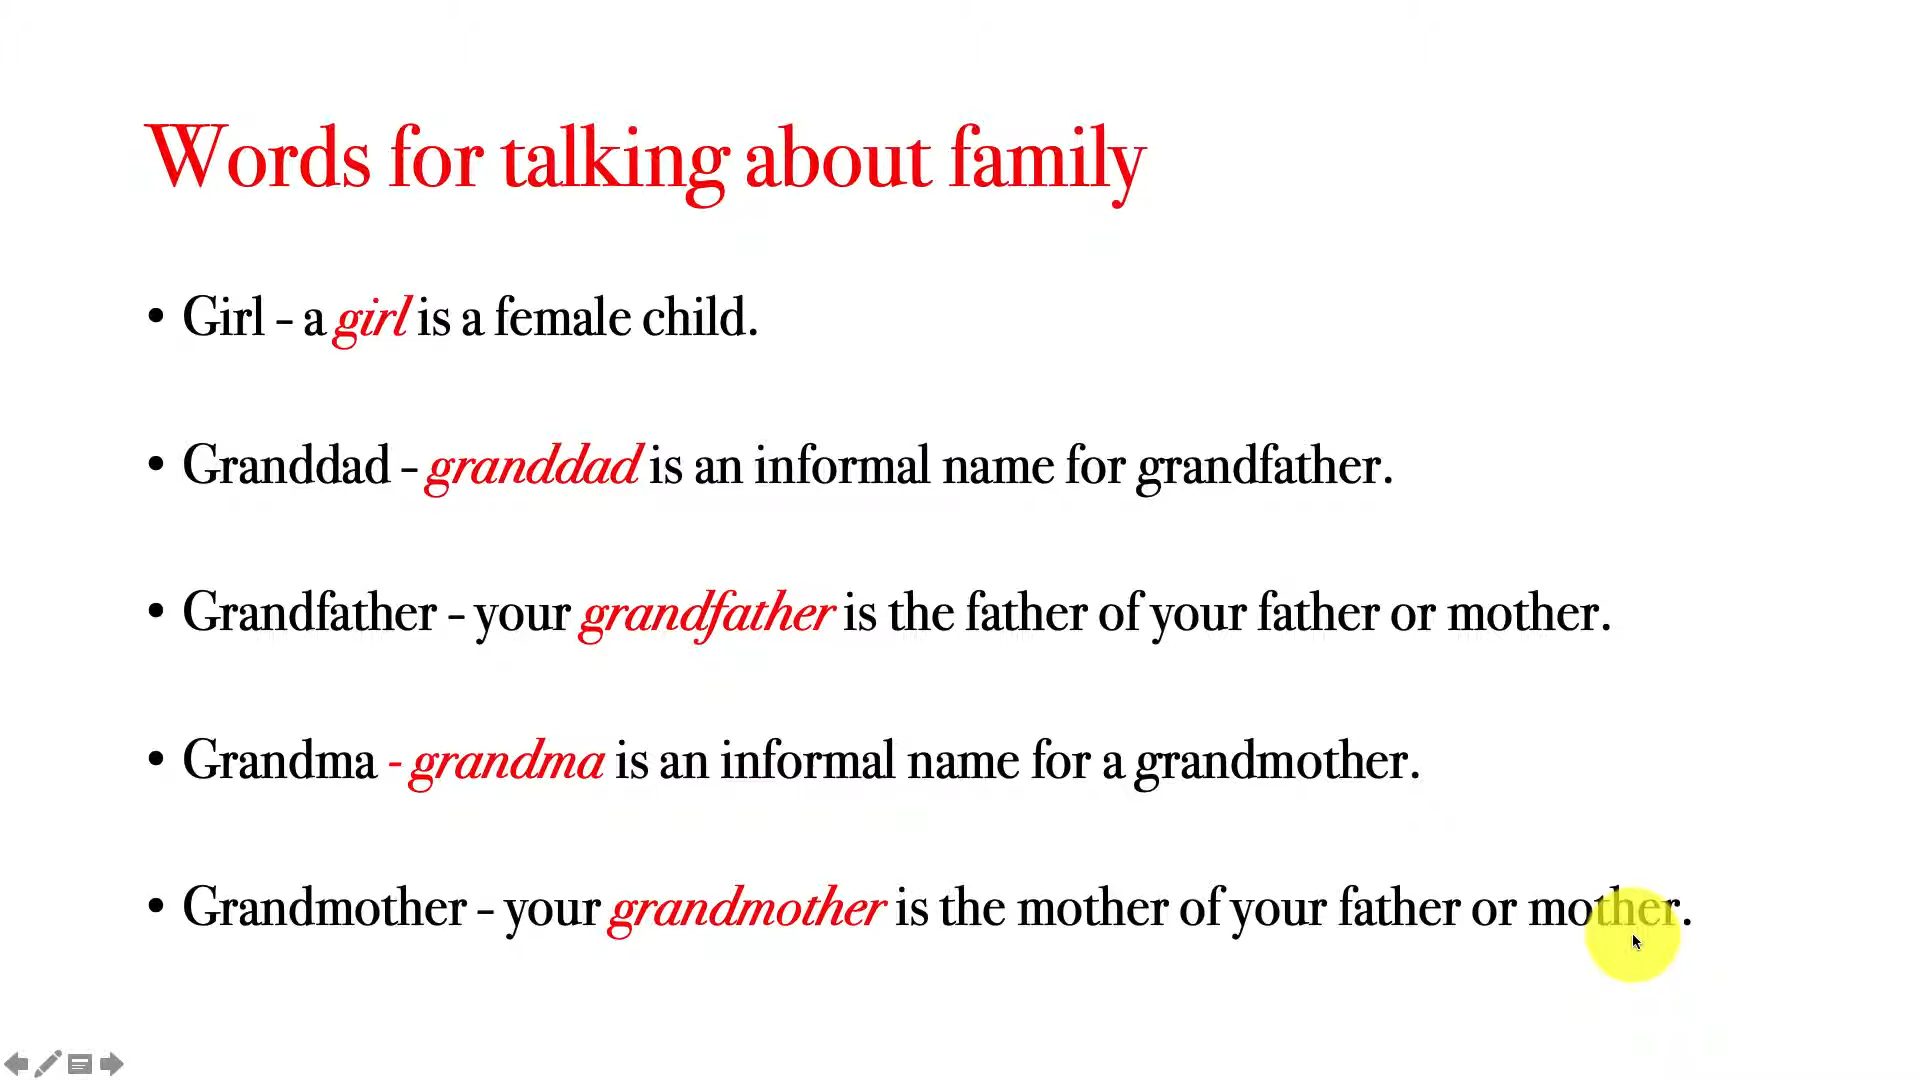 Words for talking about family
• Girl - a girl is a female child.
• Granddad - granddad is an informal name for grandfather.
• Grandfather - your grandfather is the father of your father or mother.
• Grandma - grandma is an informal name for a grandmother.
• Grandmother - your grandmother is the mother of your father or mother.